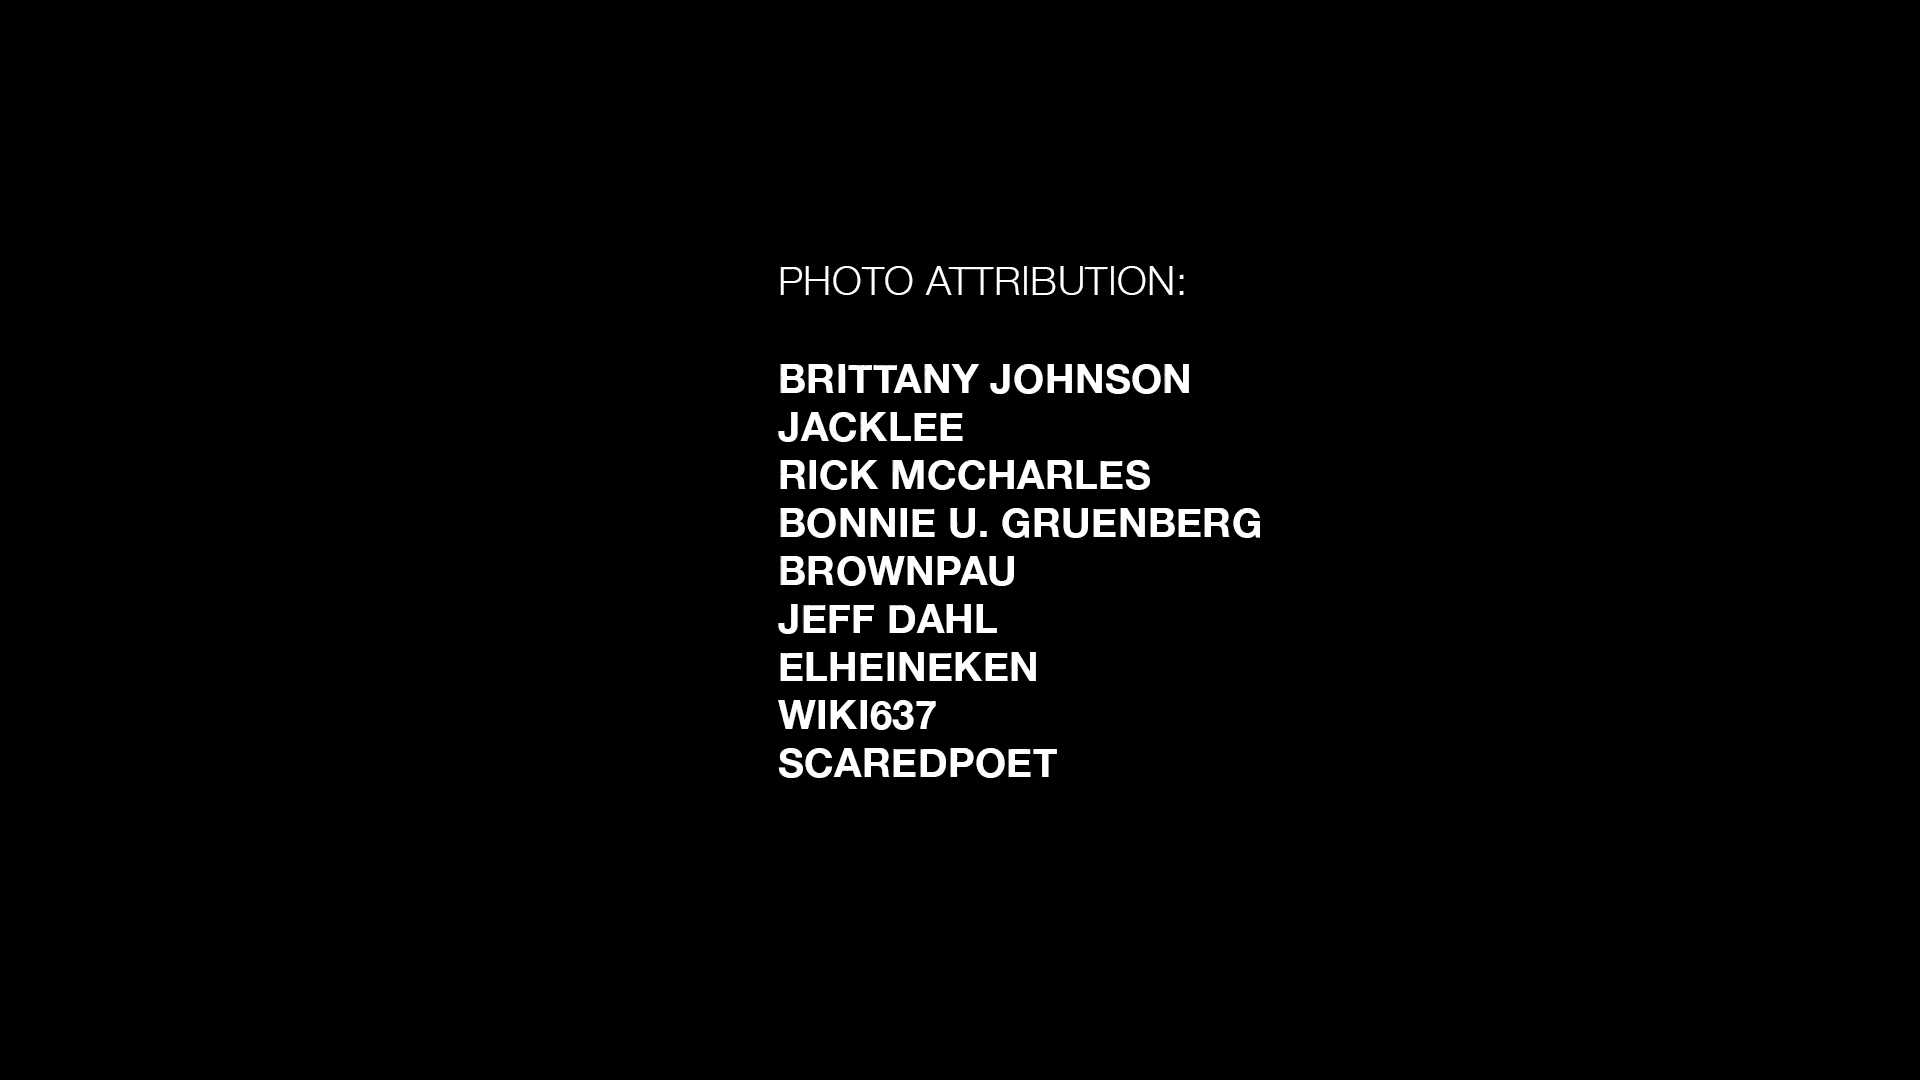 PHOTO ATTRIBUTION:
BRITTANY JOHNSON
JACKLEE
RICK MCCHARLES
BONNIE U. GRUENBERG
BROWNPAU
JEFF DAHL
ELHEINEKEN
WIKI637
SCAREDPOET